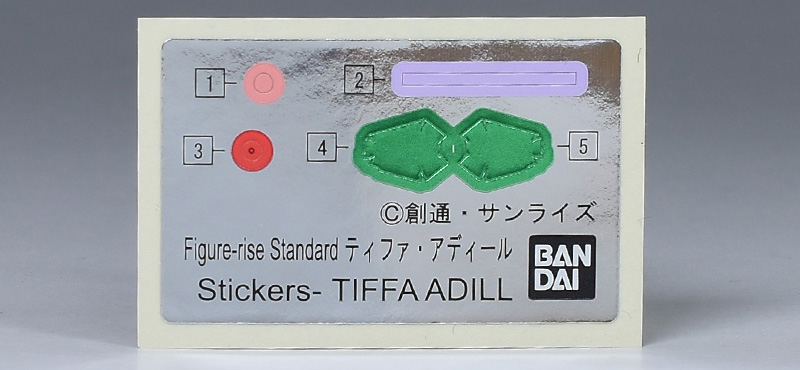 1 2
3 4 5
©創通・サンライズ
Figure-rise Standard ティファ・アディール
Stickers- TIFFA ADILL
BAN
DAI